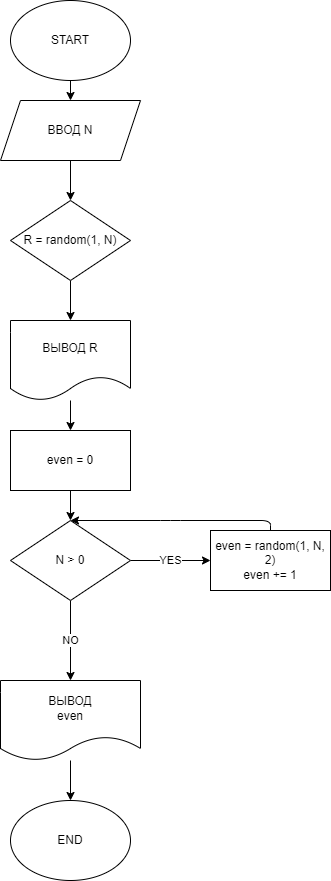 START
ВВОД N
R = random(1, N)
ВЫВОД R
even = 0
N > 0
YES
even = random(1, N,
2)
even += 1
NO
ВЫВОД
even
END